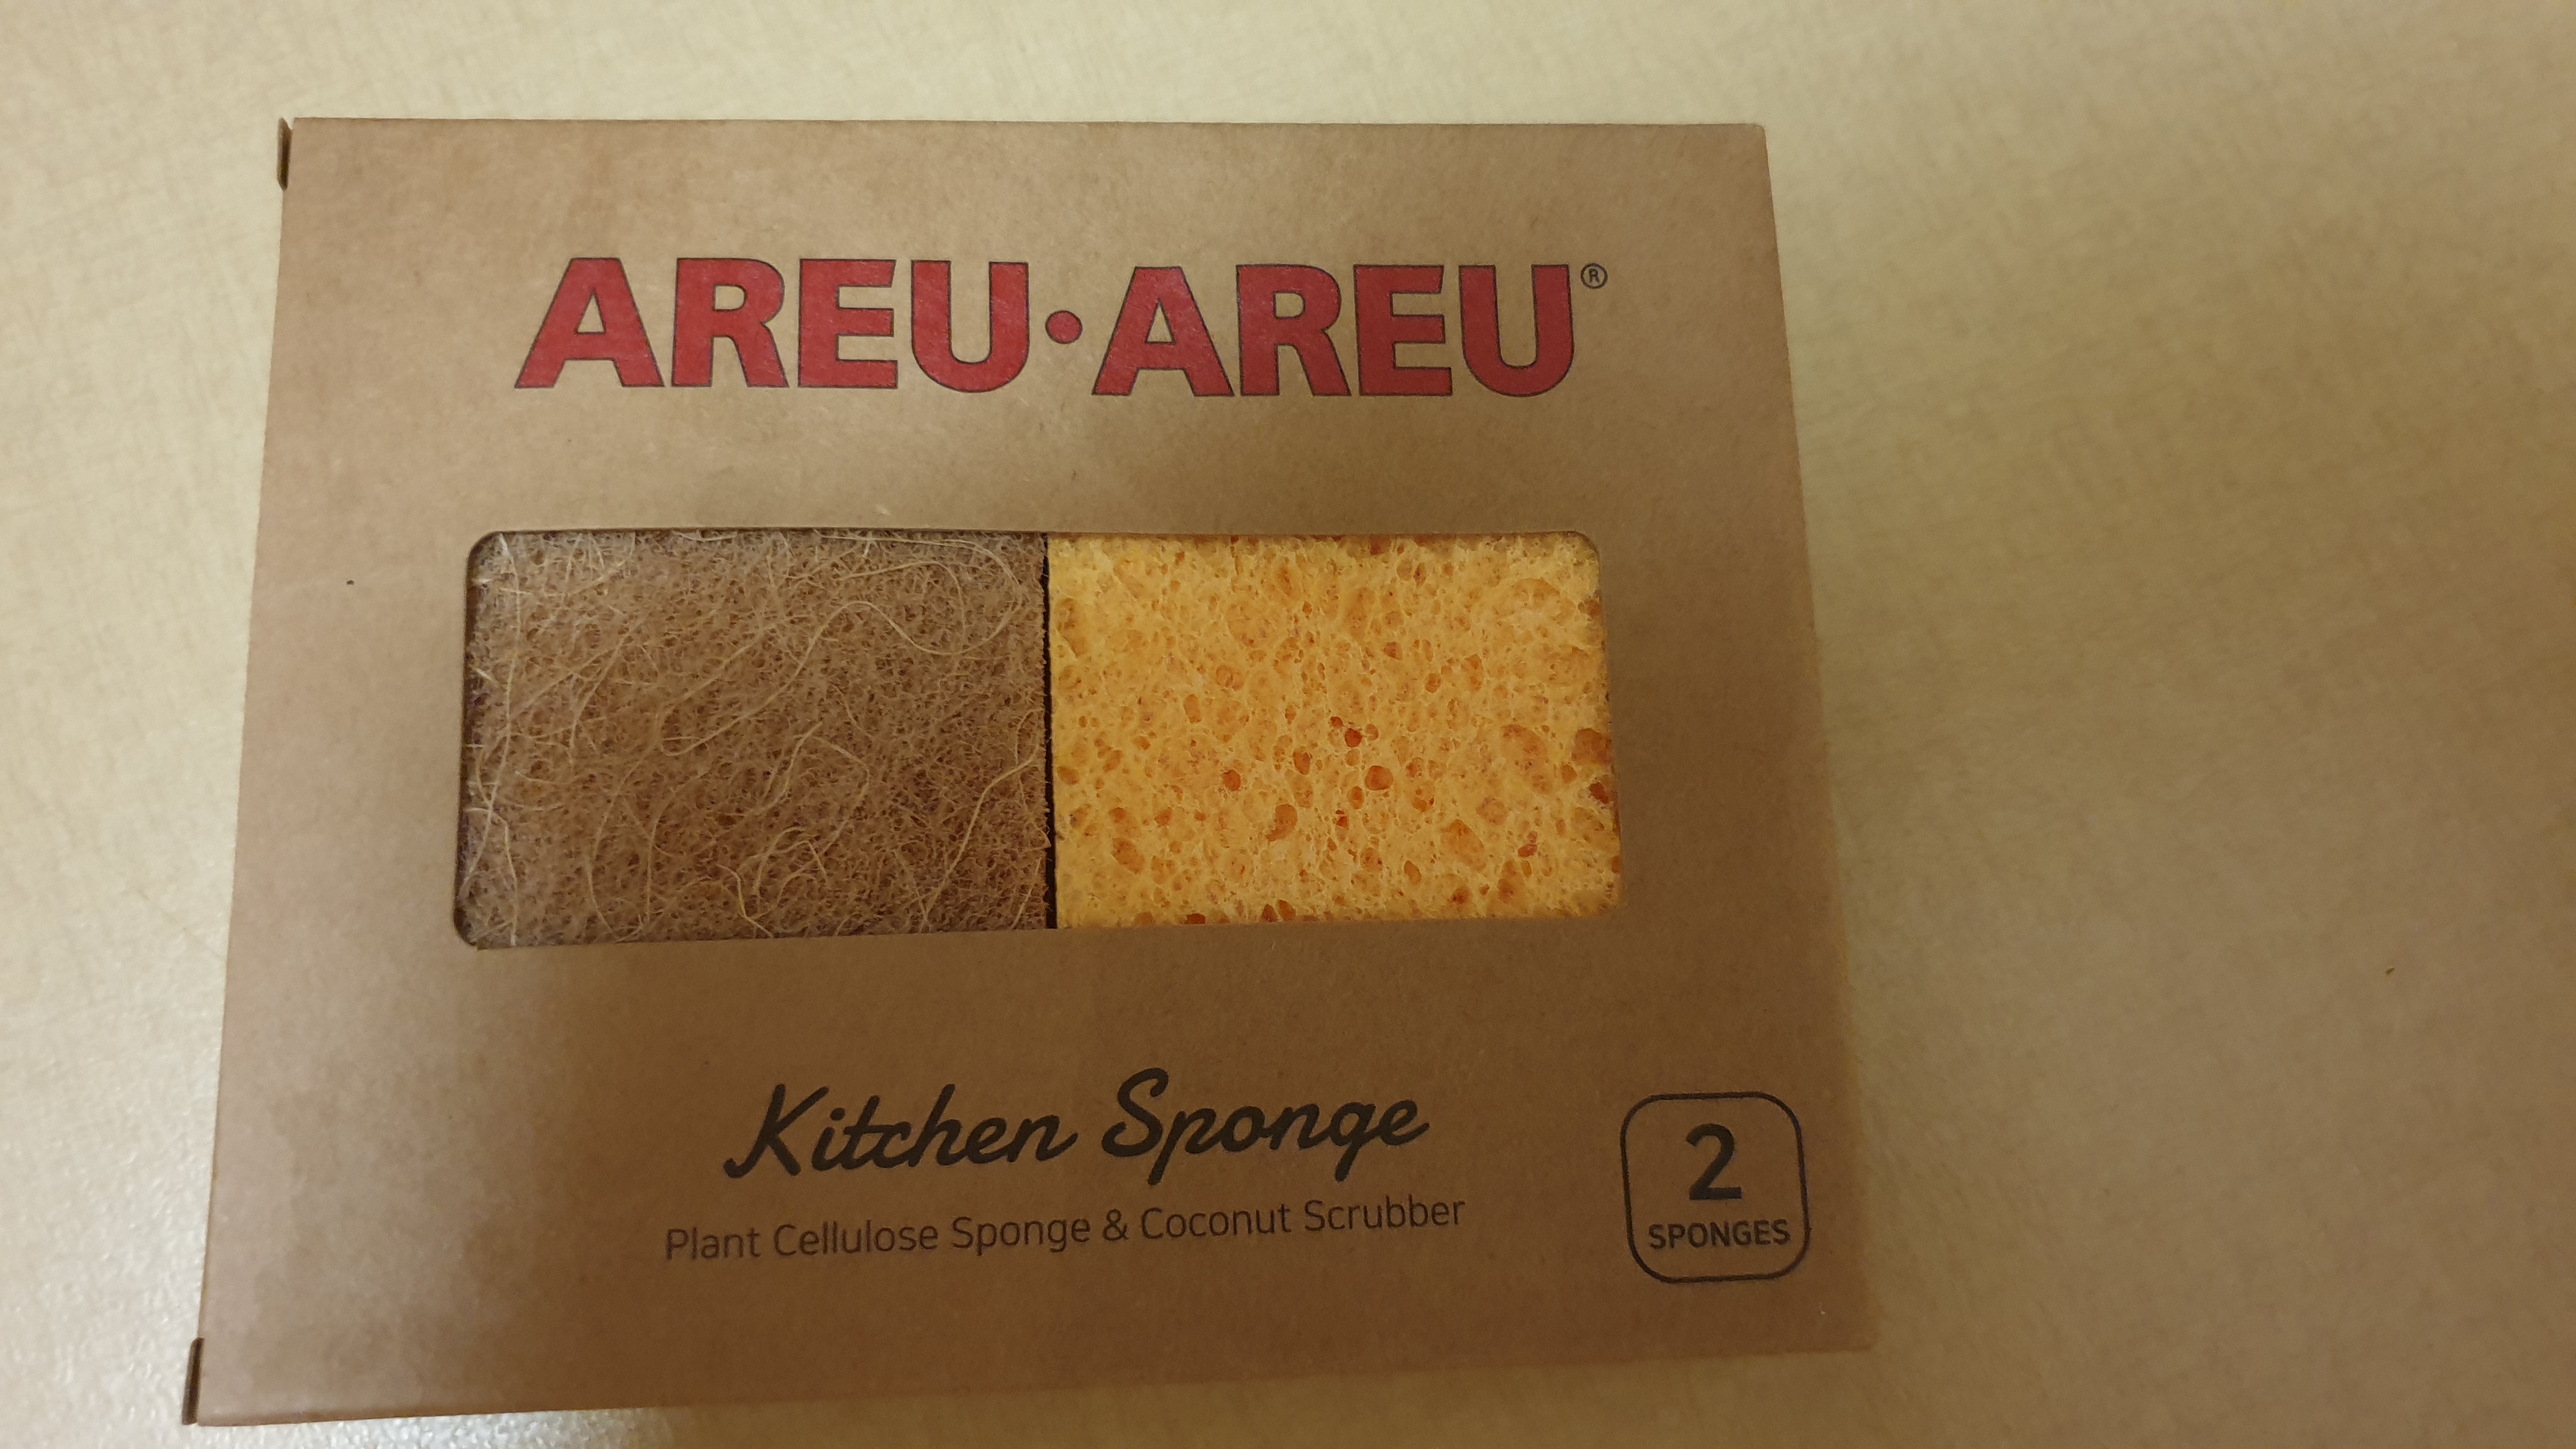 AREU·AREU®
Kitchen Sponge
Plant Cellulose Sponge & Coconut Scrubber
2
SPONGES